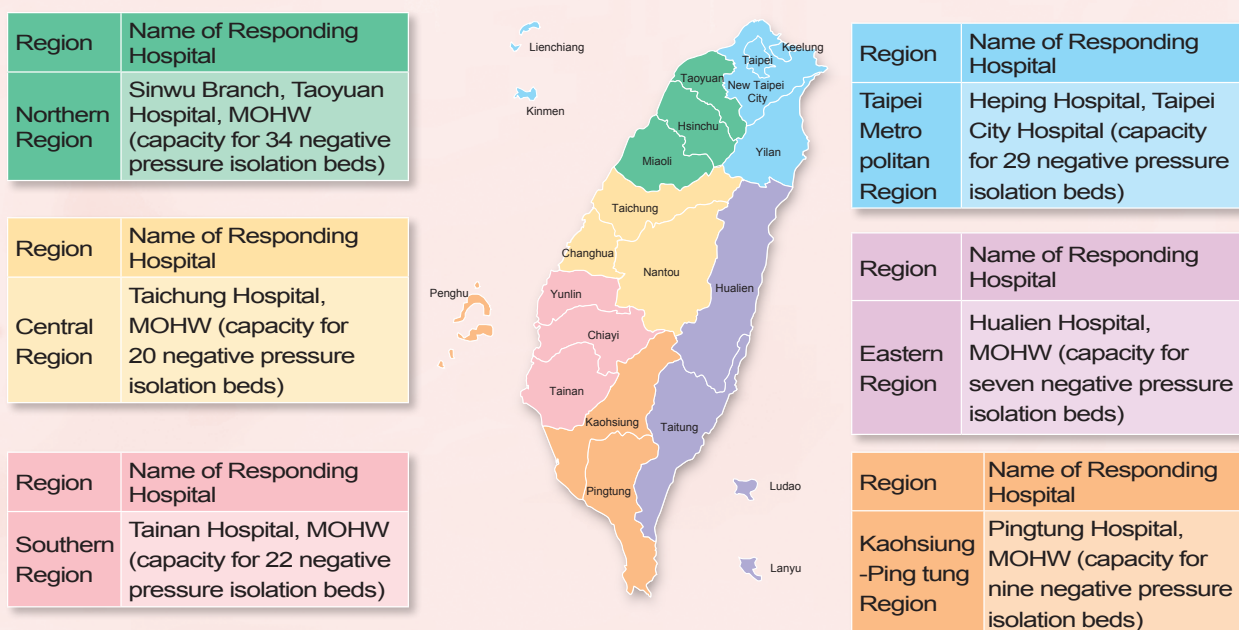 Region
Name of Responding
Hospital
Northern
Region
Sinwu Branch, Taoyuan
Hospital, MOHW
(capacity for 34 negative
pressure isolation beds)
Region
Name of Responding
Hospital
Central
Region
Taichung Hospital,
MOHW (capacity for
20 negative pressure
isolation beds)
Region
Name of Responding
Hospital
Southern
Region
Tainan Hospital, MOHW
(capacity for 22 negative
pressure isolation beds)
Lienchiang
Kinmen
Keelung
Taipei
Taoyuan
New Taipei
City
Hsinchu
Yilan
Miaoli
Taichung
Changhua
Nantou
Hualien
Penghu
Yunlin
Chiayi
Tainan
Kaohsiung
Taitung
Pingtung
Ludao
Lanyu
Region
Name of Responding
Hospital
Taipei
Metro
politan
Region
Heping Hospital, Taipei
City Hospital (capacity
for 29 negative pressure
isolation beds)
Region
Name of Responding
Hospital
Eastern
Region
Hualien Hospital,
MOHW (capacity for
seven negative pressure
isolation beds)
Region
Name of Responding
Hospital
Kaohsiung
-Ping tung
Region
Pingtung Hospital,
MOHW (capacity for
nine negative pressure
isolation beds)